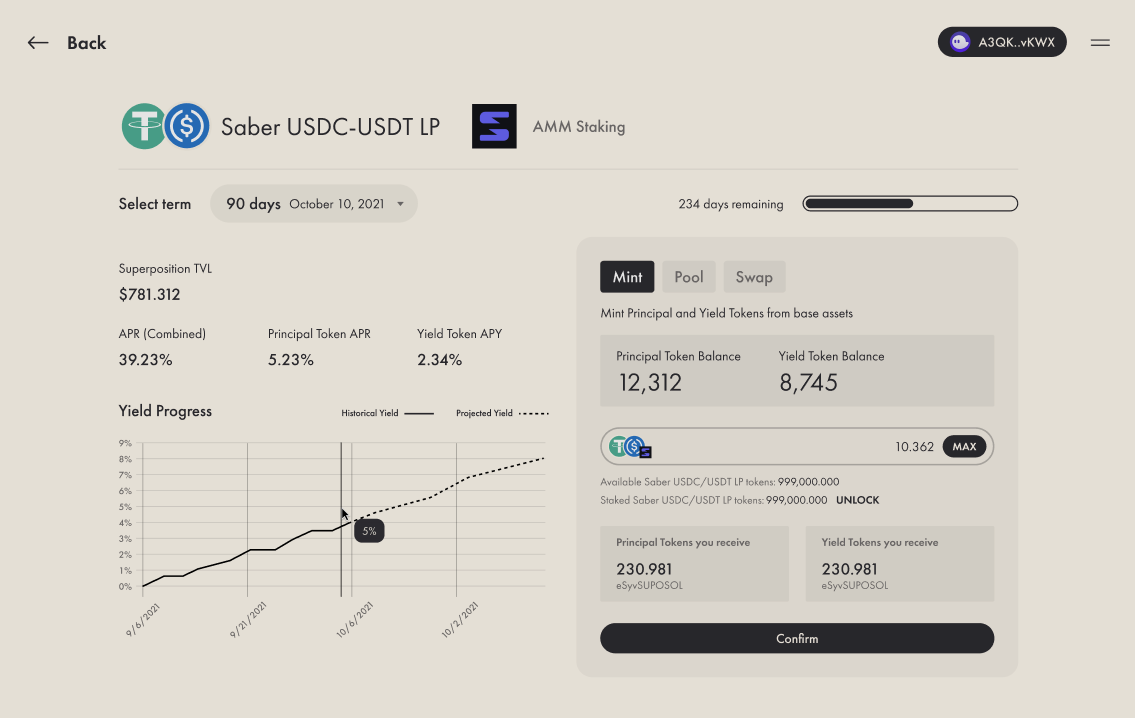 Back
A3QK..vKWX
Saber USDC-USDT LP
AMM Staking
Select term
90 days October 10, 2021
234 days remaining
Superposition TVL
$781.312
APR (Combined)
Principal Token APR
Yield Token APY
39.23%
5.23%
2.34%
Yield Progress
Historical Yield
Projected Yield
9%
8%
7%
6%
5%
4%
3%
2%
1%
0%
5%
9/6/2021
9/21/2021
10/6/2021
10/2/2021
Mint
Pool
Swap
Mint Principal and Yield Tokens from base assets
Principal Token Balance
Yield Token Balance
12,312
8,745
10.362
MAX
Available Saber USDC/USDT LP tokens: 999,000.000
Staked Saber USDC/USDT LP tokens: 999,000.000 UNLOCK
Principal Tokens you receive
230.981
eSyvSUPOSOL
Yield Tokens you receive
230.981
eSyvSUPOSOL
Confirm